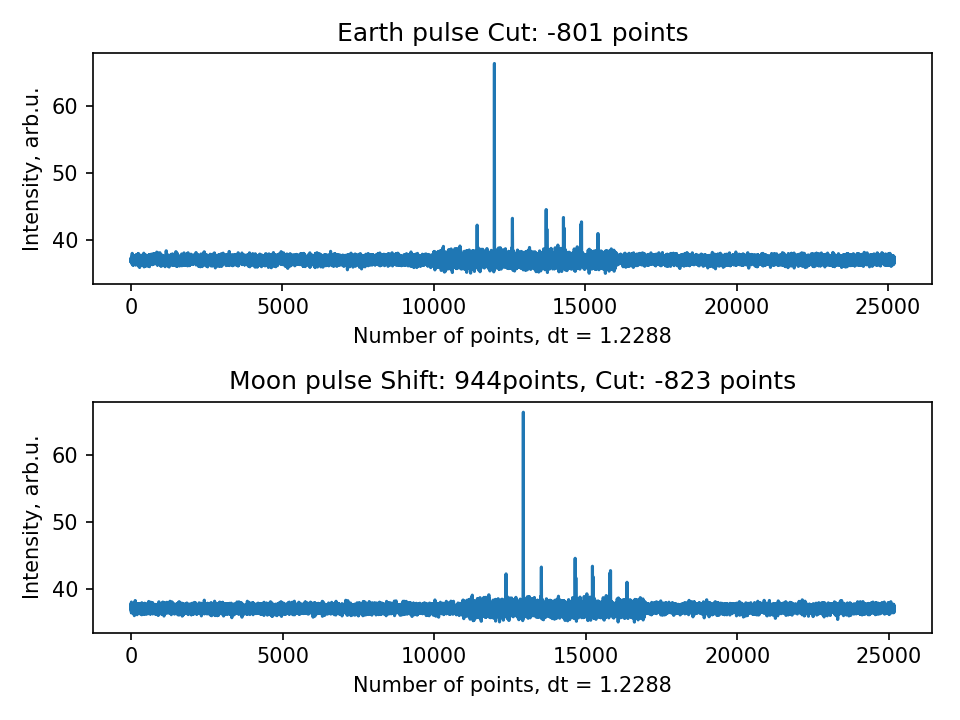 Earth pulse Cut: -801 points
Intensity, arb.u.
60
50
40
0 5000 10000 15000 20000 25000
Number of points, dt = 1.2288
Moon pulse Shift: 944points, Cut: -823 points
Intensity, arb.u.
60
50
40
0 5000 10000 15000 20000 25000
Number of points, dt = 1.2288